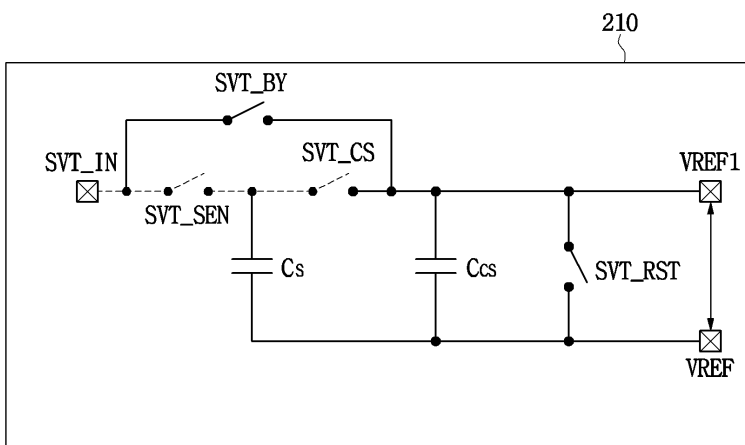 210
SVT_BY
SVT_IN
SVT_CS
VREF1
SVT_SEN
Cs
Ccs
SVT_RST
VREF